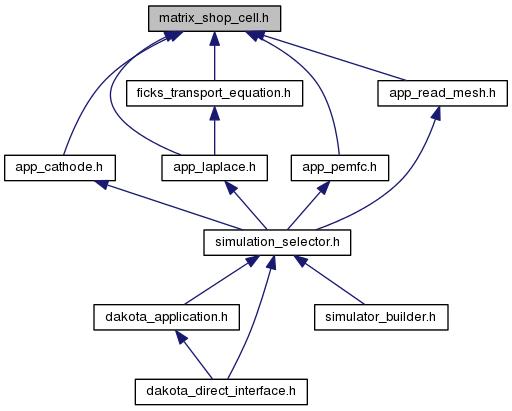 matrix_shop_cell.h
ficks_transport_equation.h
app_read_mesh.h
app_cathode.h
app_laplace.h
app_pemfc.h
simulation_selector.h
dakota_application.h
simulator_builder.h
dakota_direct_interface.h